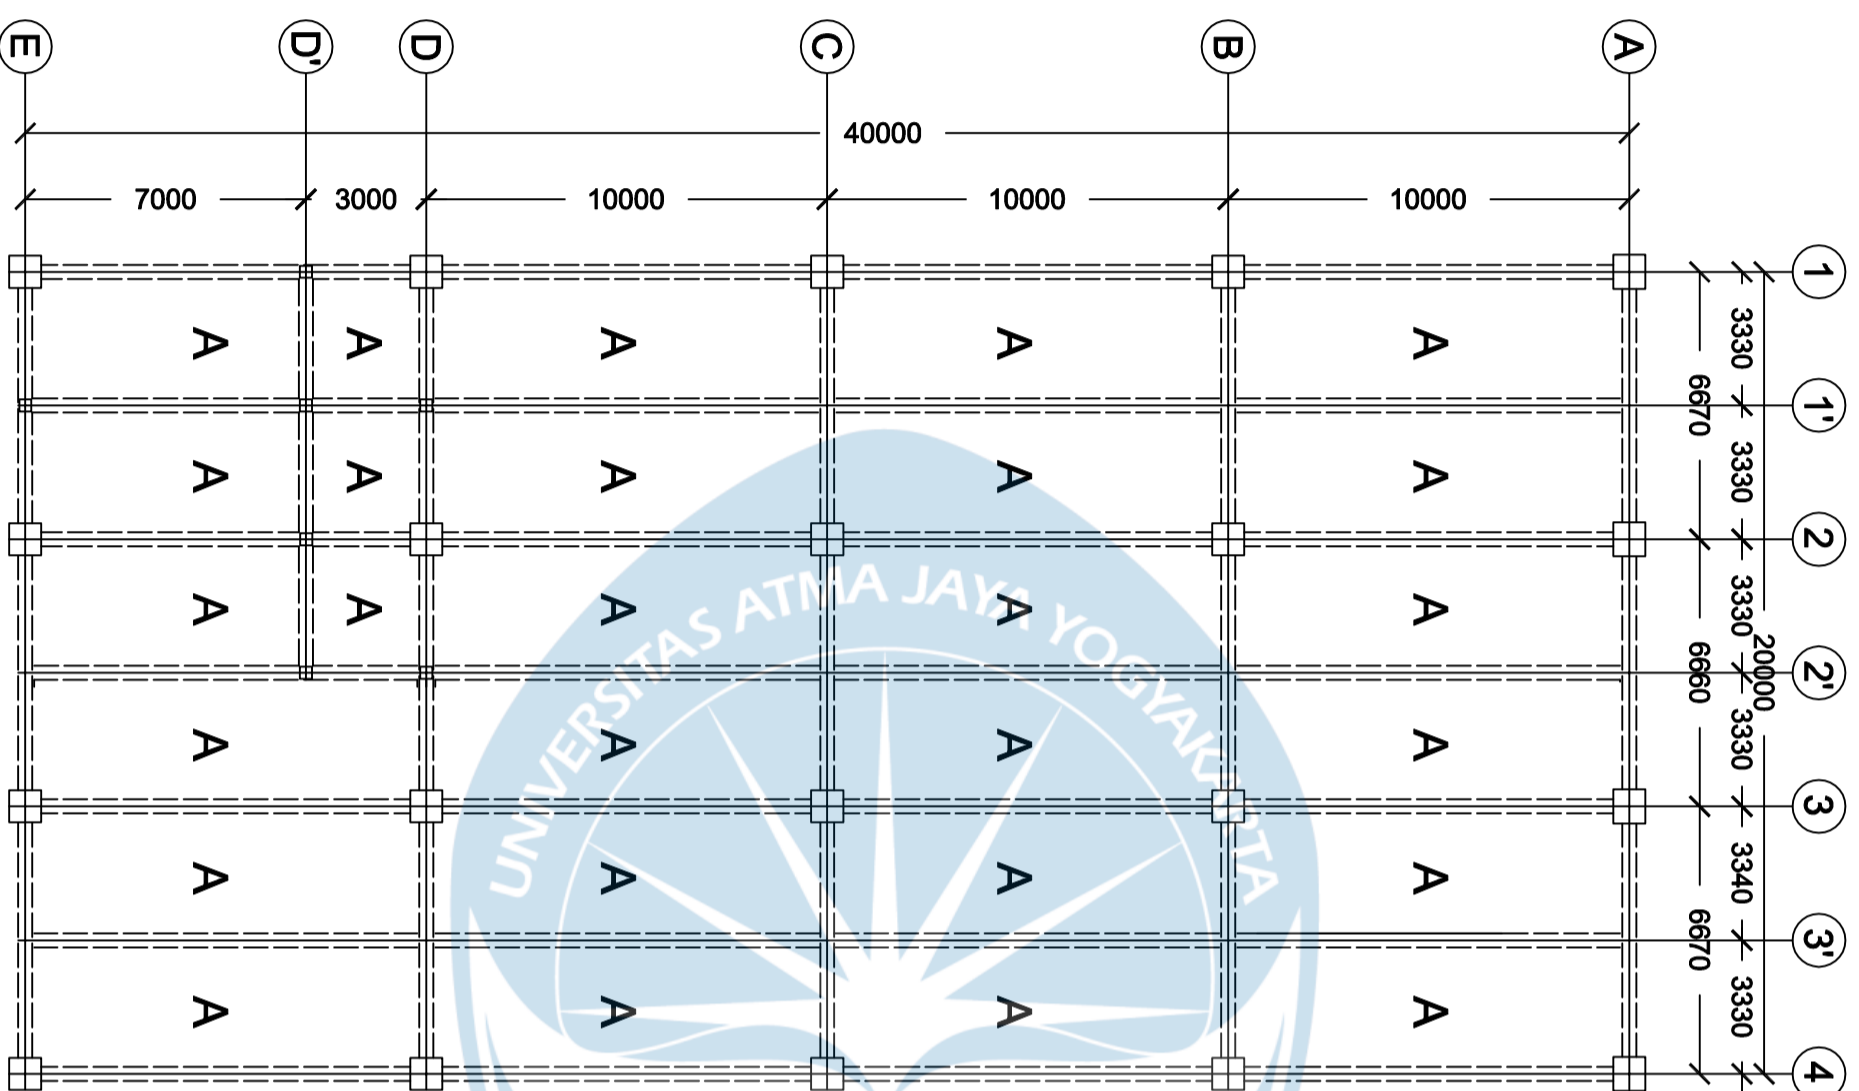 E D' D C B A
40000
7000 3000 10000 10000 10000
1
3330
6670
1'
A A A A A
3330
A A A A A
2
3330
6660
20000
2'
A A A A A
3330
A A A A
3
3340
6670
3'
A A A A
3330
A A A A
4
UNIVERSITAS ATMA JAYA YOGYAKARTA